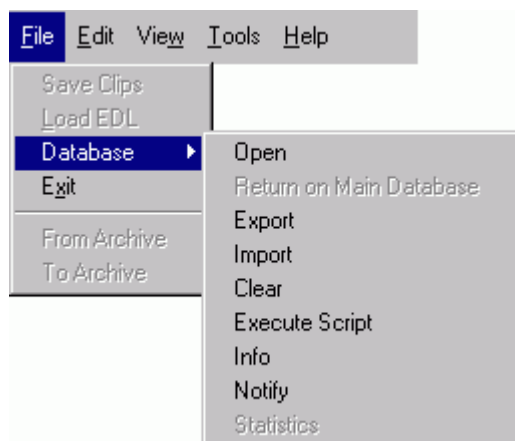 File Edit View Tools Help
Save Clips
Load EDL
Database
Exit
From Archive
To Archive
Open
Return on Main Database
Export
Import
Clear
Execute Script
Info
Notify
Statistics